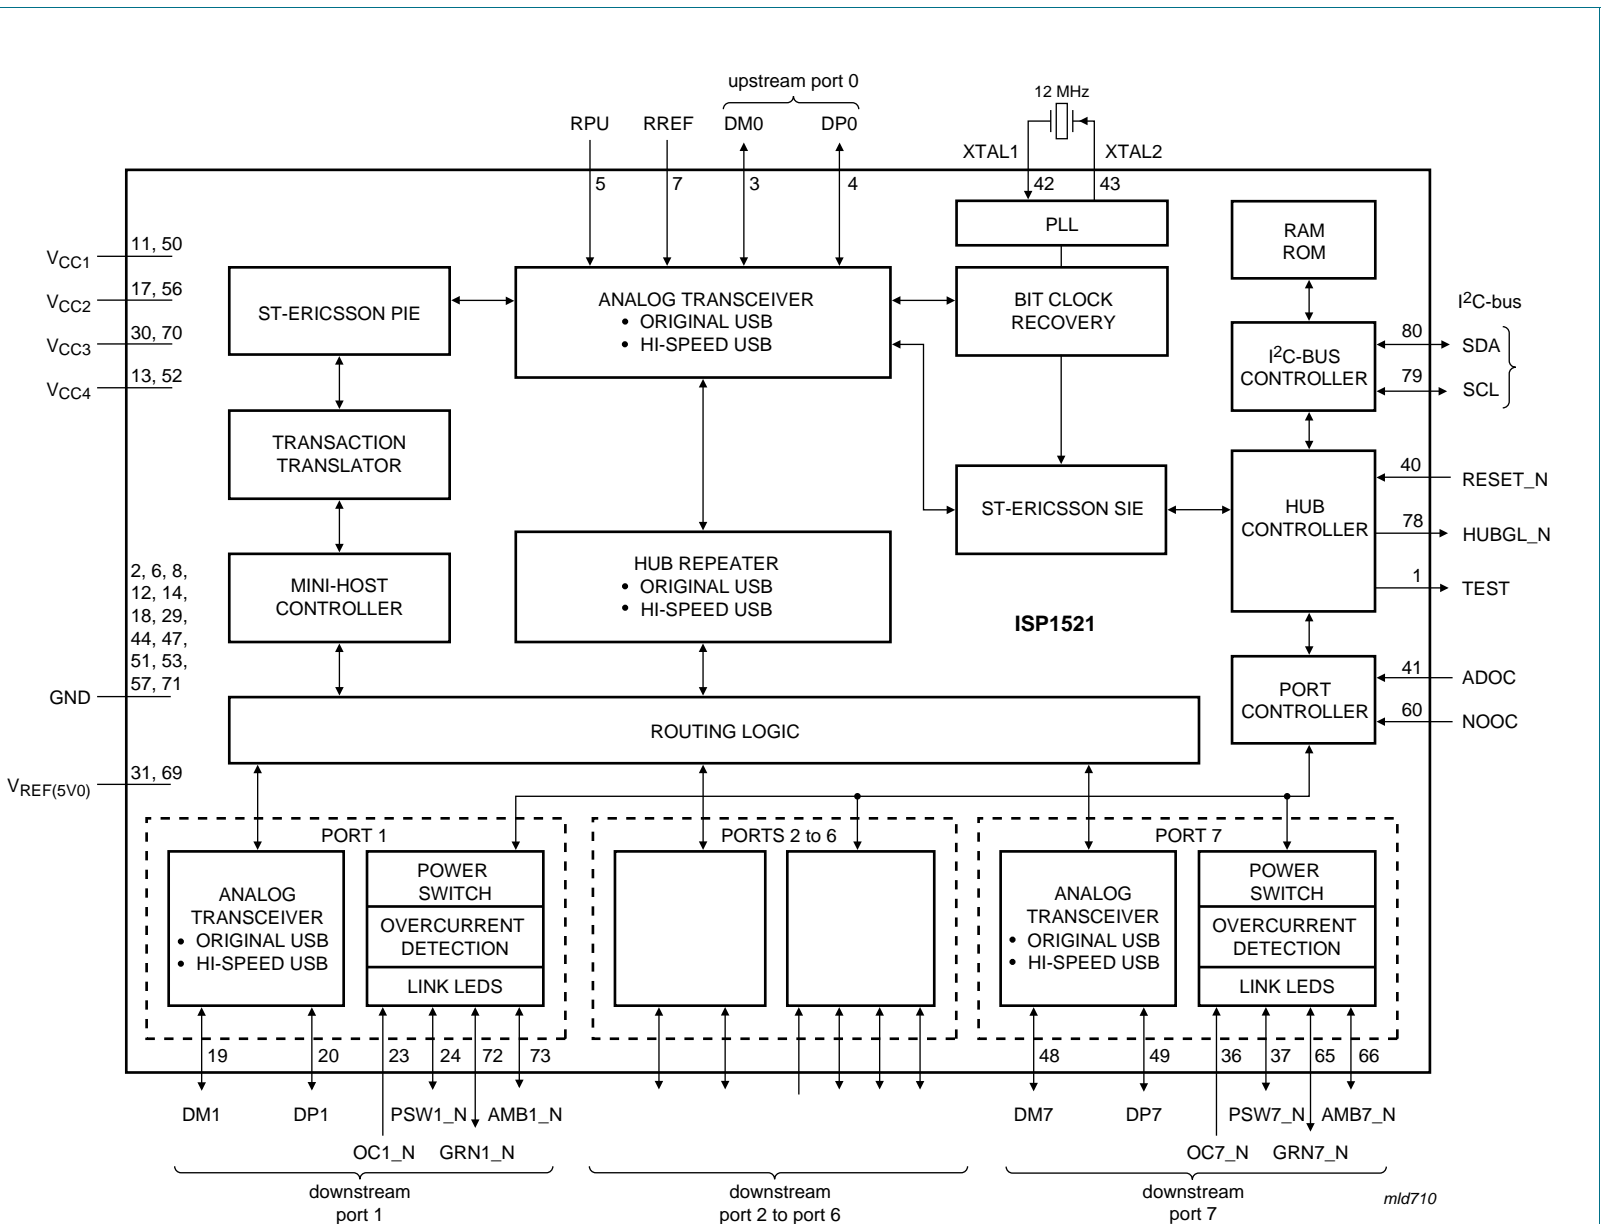 upstream port 0
12 MHz
RPU
RREF
DM0
DP0
XTAL1
XTAL2
5
7
3
4
42
43
PLL
RAM
ROM
VCC1
11, 50
VCC2
17, 56
VCC3
30, 70
VCC4
13, 52
ST-ERICSSON PIE
ANALOG TRANSCEIVER
• ORIGINAL USB
• HI-SPEED USB
BIT CLOCK
RECOVERY
I2C-bus
I2C-BUS
CONTROLLER
80
SDA
79
SCL
TRANSACTION
TRANSLATOR
ST-ERICSSON SIE
HUB
CONTROLLER
40
RESET_N
78
HUBGL_N
1
TEST
MINI-HOST
CONTROLLER
HUB REPEATER
• ORIGINAL USB
• HI-SPEED USB
ISP1521
2, 6, 8,
12, 14,
18, 29,
44, 47,
51, 53,
57, 71
GND
PORT
CONTROLLER
41
ADOC
60
NOOC
ROUTING LOGIC
31, 69
VREF(5V0)
PORT 1
ANALOG
TRANSCEIVER
• ORIGINAL USB
• HI-SPEED USB
POWER
SWITCH
OVERCURRENT
DETECTION
LINK LEDS
PORTS 2 to 6
PORT 7
ANALOG
TRANSCEIVER
• ORIGINAL USB
• HI-SPEED USB
POWER
SWITCH
OVERCURRENT
DETECTION
LINK LEDS
19
20
23
24
72
73
48
49
36
37
65
66
DM1
DP1
PSW1_N
AMB1_N
OC1_N
GRN1_N
DM7
DP7
PSW7_N
AMB7_N
OC7_N
GRN7_N
downstream
port 1
downstream
port 2 to port 6
downstream
port 7
mld710